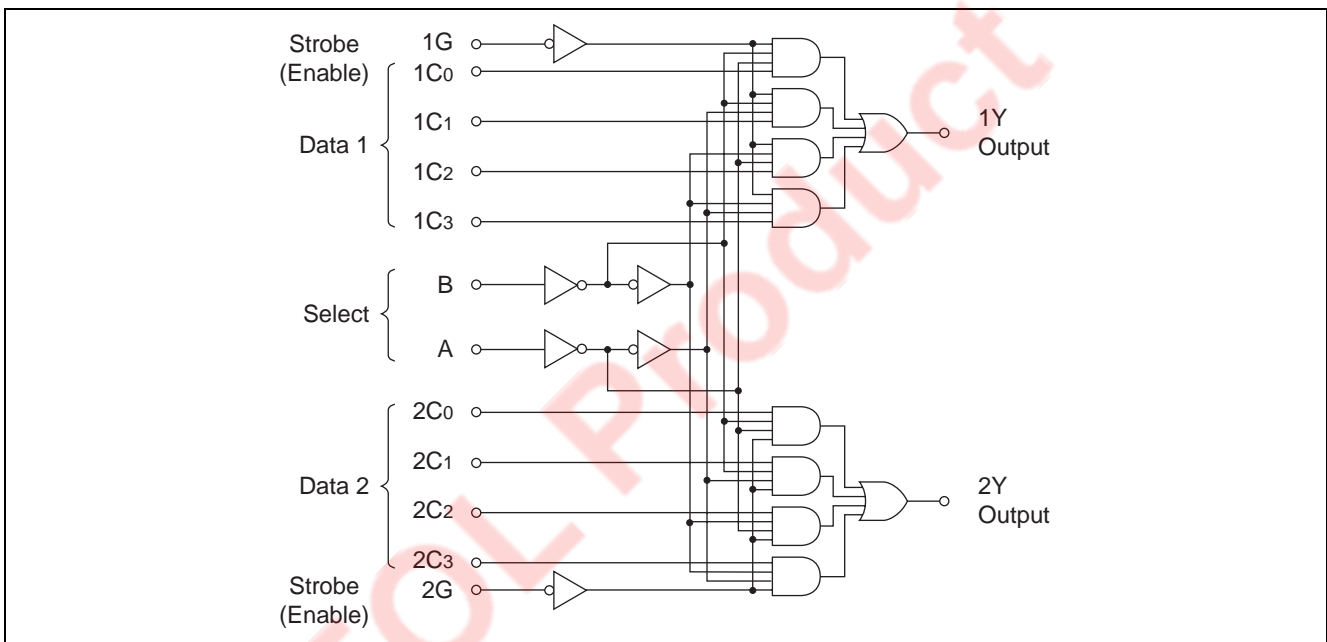 Strobe
(Enable)
1G
1C0
Data 1
1C1
1C2
1C3
1Y
Output
Select
B
A
2C0
2C1
Data 2
2C2
2C3
2Y
Output
Strobe
(Enable)
2G
EOL Product